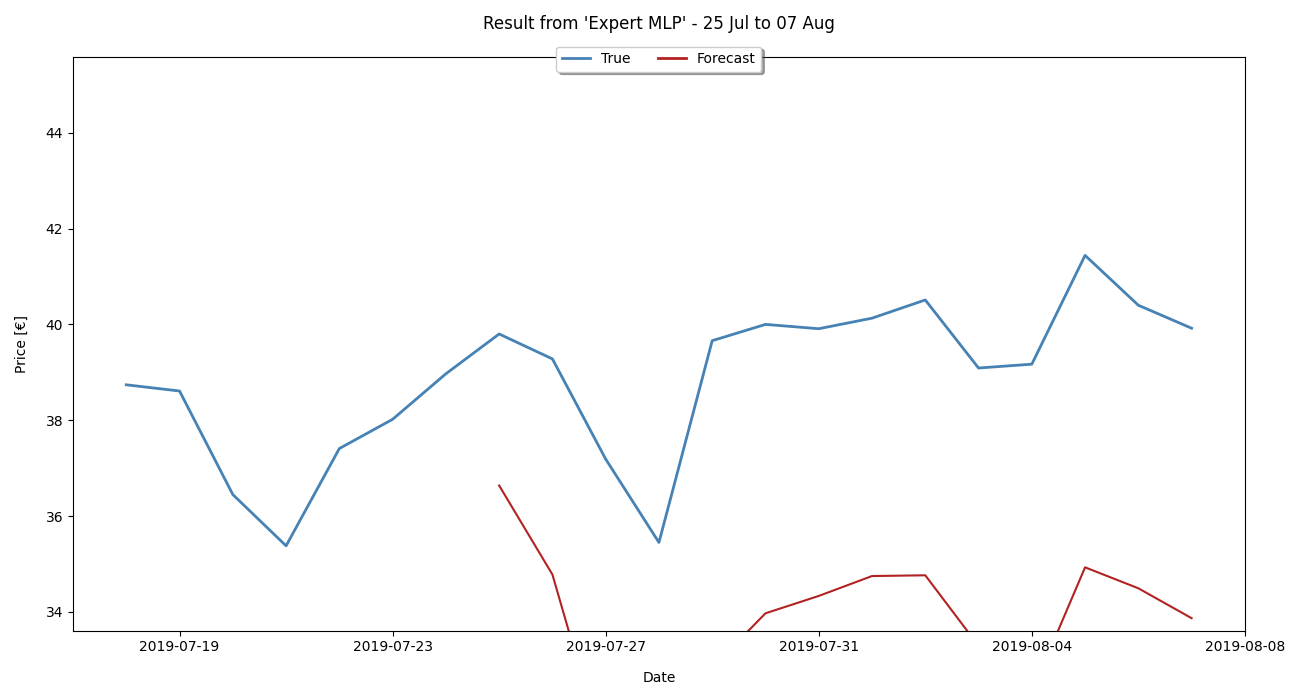 Result from 'Expert MLP' - 25 Jul to 07 Aug
True Forecast
44
42
40
38
36
34
Price [€]
2019-07-19 2019-07-23 2019-07-27 2019-07-31 2019-08-04 2019-08-08
Date